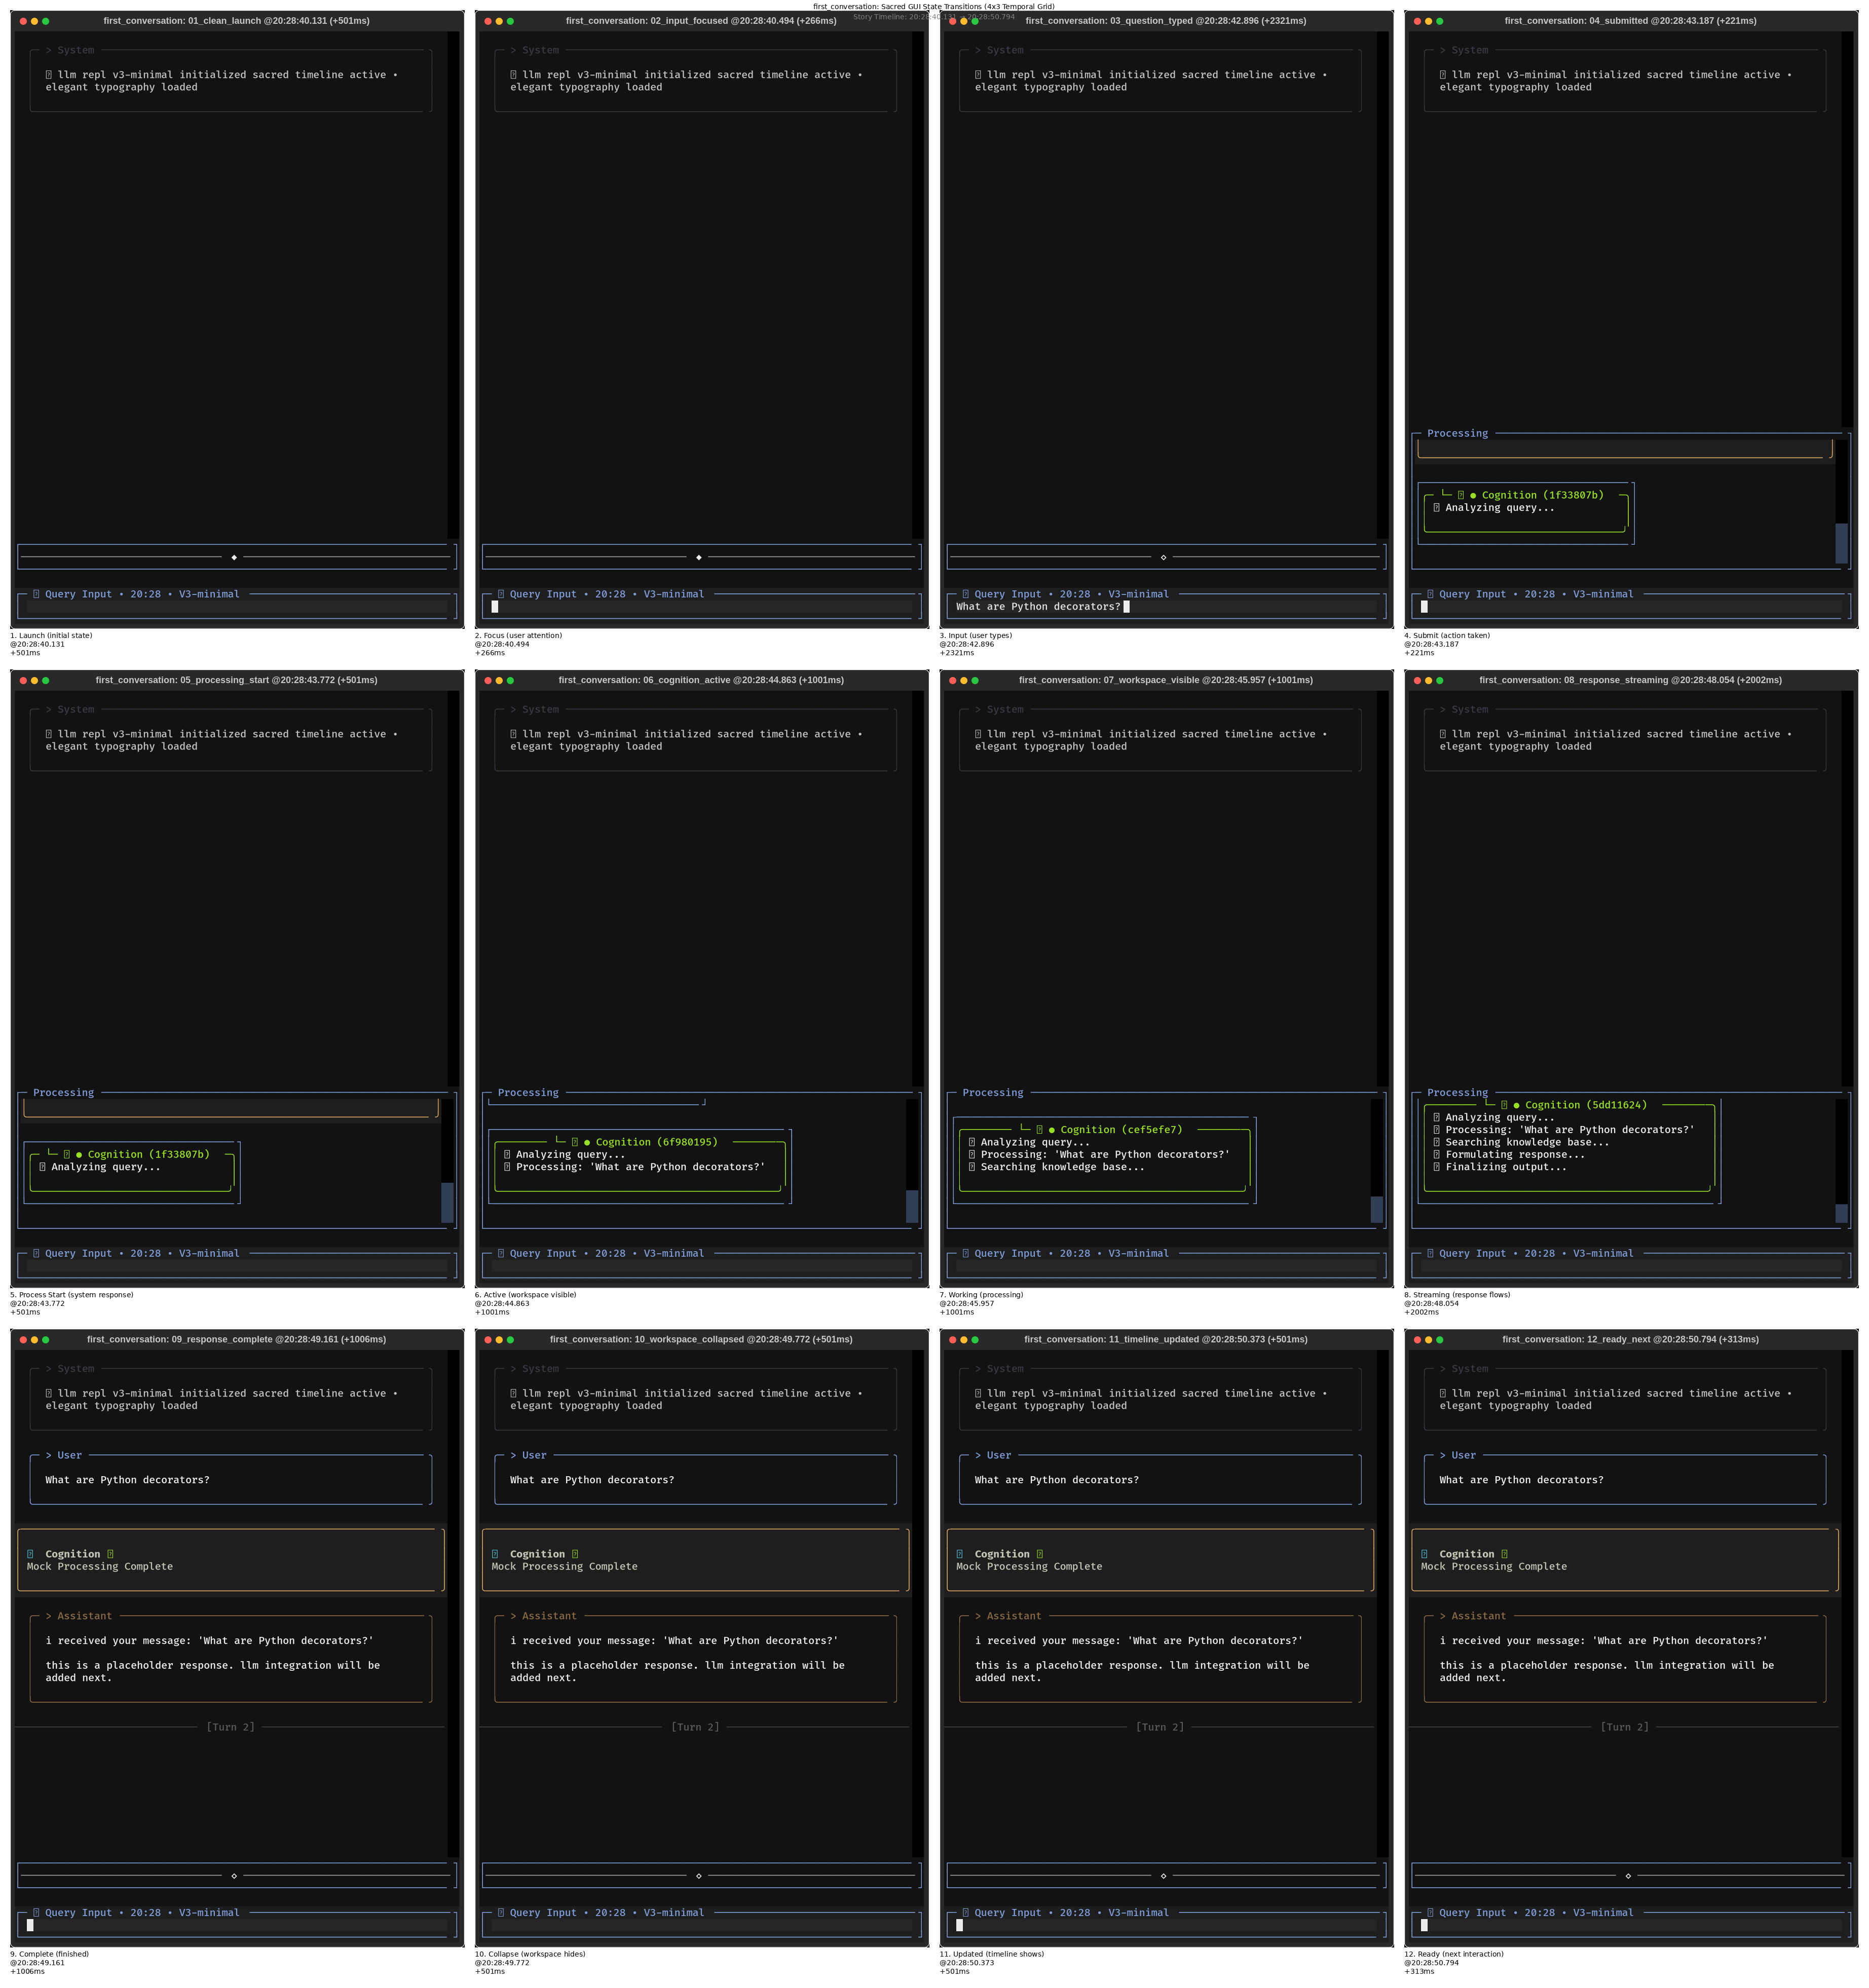 first_conversation: Sacred GUI State Transitions (4x3 Temporal Grid)
Story Timeline: 20:28:40.131 → 20:28:50.794
first_conversation: 01_clean_launch @20:28:40.131 (+501ms)
> System
llm repl v3-minimal initialized sacred timeline active •
elegant typography loaded
◆
Query Input • 20:28 • V3-minimal
1. Launch (initial state)
@20:28:40.131
+501ms
first_conversation: 02_input_focused @20:28:40.494 (+266ms)
> System
llm repl v3-minimal initialized sacred timeline active •
elegant typography loaded
◆
Query Input • 20:28 • V3-minimal
2. Focus (user attention)
@20:28:40.494
+266ms
first_conversation: 03_question_typed @20:28:42.896 (+2321ms)
> System
llm repl v3-minimal initialized sacred timeline active •
elegant typography loaded
◇
Query Input • 20:28 • V3-minimal
What are Python decorators?
3. Input (user types)
@20:28:42.896
+2321ms
first_conversation: 04_submitted @20:28:43.187 (+221ms)
> System
llm repl v3-minimal initialized sacred timeline active •
elegant typography loaded
Processing
● Cognition (1f33807b)
Analyzing query...
Query Input • 20:28 • V3-minimal
4. Submit (action taken)
@20:28:43.187
+221ms
first_conversation: 05_processing_start @20:28:43.772 (+501ms)
> System
llm repl v3-minimal initialized sacred timeline active •
elegant typography loaded
Processing
● Cognition (1f33807b)
Analyzing query...
Query Input • 20:28 • V3-minimal
5. Process Start (system response)
@20:28:43.772
+501ms
first_conversation: 06_cognition_active @20:28:44.863 (+1001ms)
> System
llm repl v3-minimal initialized sacred timeline active •
elegant typography loaded
Processing
● Cognition (6f980195)
Analyzing query...
Processing: 'What are Python decorators?'
Query Input • 20:28 • V3-minimal
6. Active (workspace visible)
@20:28:44.863
+1001ms
first_conversation: 07_workspace_visible @20:28:45.957 (+1001ms)
> System
llm repl v3-minimal initialized sacred timeline active •
elegant typography loaded
Processing
● Cognition (cef5efe7)
Analyzing query...
Processing: 'What are Python decorators?'
Searching knowledge base...
Query Input • 20:28 • V3-minimal
7. Working (processing)
@20:28:45.957
+1001ms
first_conversation: 08_response_streaming @20:28:48.054 (+2002ms)
> System
llm repl v3-minimal initialized sacred timeline active •
elegant typography loaded
Processing
● Cognition (5dd11624)
Analyzing query...
Processing: 'What are Python decorators?'
Searching knowledge base...
Formulating response...
Finalizing output...
Query Input • 20:28 • V3-minimal
8. Streaming (response flows)
@20:28:48.054
+2002ms
first_conversation: 09_response_complete @20:28:49.161 (+1006ms)
> System
llm repl v3-minimal initialized sacred timeline active •
elegant typography loaded
> User
What are Python decorators?
Cognition
Mock Processing Complete
> Assistant
i received your message: 'What are Python decorators?'
this is a placeholder response. llm integration will be
added next.
[Turn 2]
◇
Query Input • 20:28 • V3-minimal
9. Complete (finished)
@20:28:49.161
+1006ms
first_conversation: 10_workspace_collapsed @20:28:49.772 (+501ms)
> System
llm repl v3-minimal initialized sacred timeline active •
elegant typography loaded
> User
What are Python decorators?
Cognition
Mock Processing Complete
> Assistant
i received your message: 'What are Python decorators?'
this is a placeholder response. llm integration will be
added next.
[Turn 2]
◇
Query Input • 20:28 • V3-minimal
10. Collapse (workspace hides)
@20:28:49.772
+501ms
first_conversation: 11_timeline_updated @20:28:50.373 (+501ms)
> System
llm repl v3-minimal initialized sacred timeline active •
elegant typography loaded
> User
What are Python decorators?
Cognition
Mock Processing Complete
> Assistant
i received your message: 'What are Python decorators?'
this is a placeholder response. llm integration will be
added next.
[Turn 2]
◇
Query Input • 20:28 • V3-minimal
11. Updated (timeline shows)
@20:28:50.373
+501ms
first_conversation: 12_ready_next @20:28:50.794 (+313ms)
> System
llm repl v3-minimal initialized sacred timeline active •
elegant typography loaded
> User
What are Python decorators?
Cognition
Mock Processing Complete
> Assistant
i received your message: 'What are Python decorators?'
this is a placeholder response. llm integration will be
added next.
[Turn 2]
◇
Query Input • 20:28 • V3-minimal
12. Ready (next interaction)
@20:28:50.794
+313ms